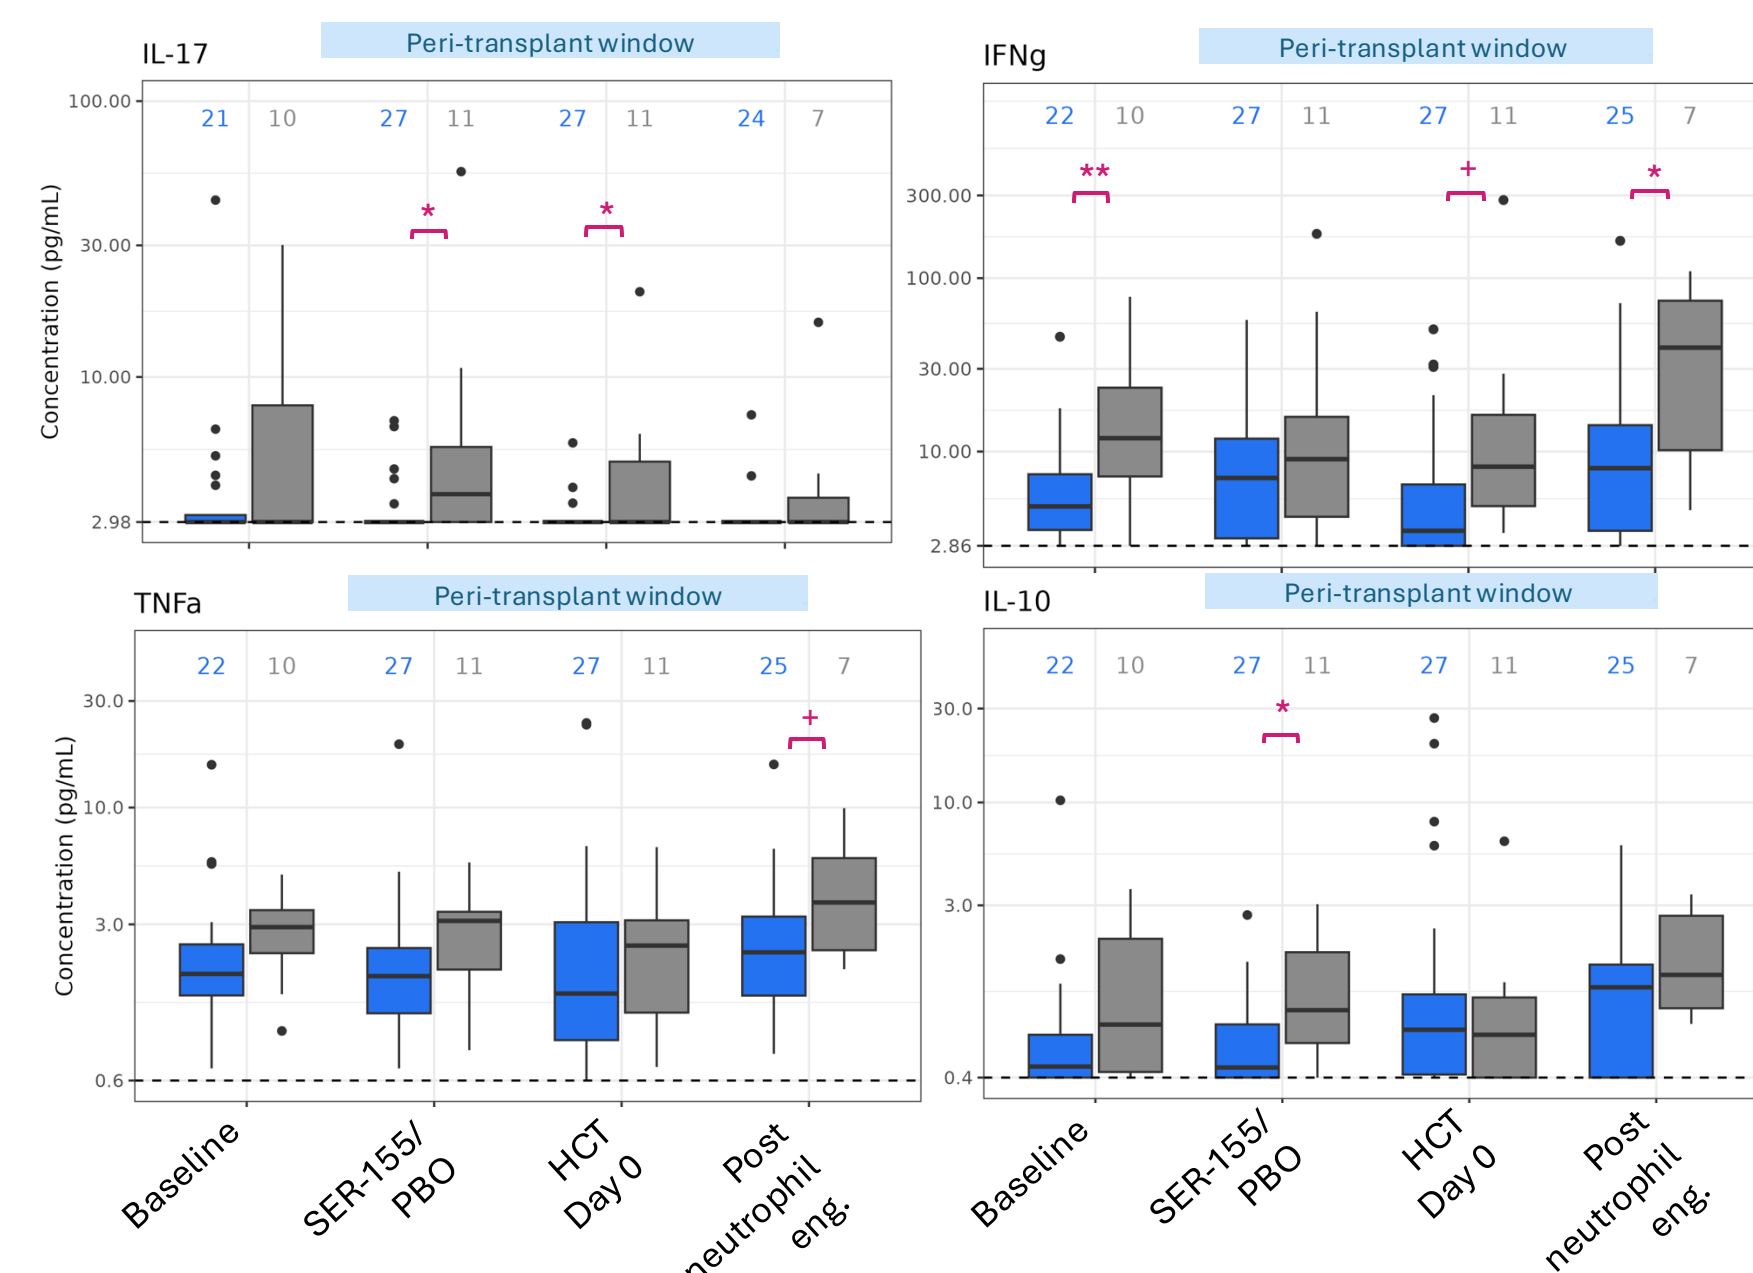 IL-17
Peri-transplant window
Concentration (pg/mL)
100.00
30.00
10.00
2.98
21 10 27 11 27 11 24 7
* *
IFNg
Peri-transplant window
300.00
100.00
30.00
10.00
2.86
22 10 27 11 27 11 25 7
** + *
TNFa
Peri-transplant window
Concentration (pg/mL)
30.0
10.0
3.0
0.6
22 10 27 11 27 11 25 7
+
Baseline
SER-155/
PBO
HCT
Day 0
Post
neutrophil
eng.
IL-10
Peri-transplant window
30.0
10.0
3.0
0.4
22 10 27 11 27 11 25 7
*
Baseline
SER-155/
PBO
HCT
Day 0
Post
neutrophil
eng.